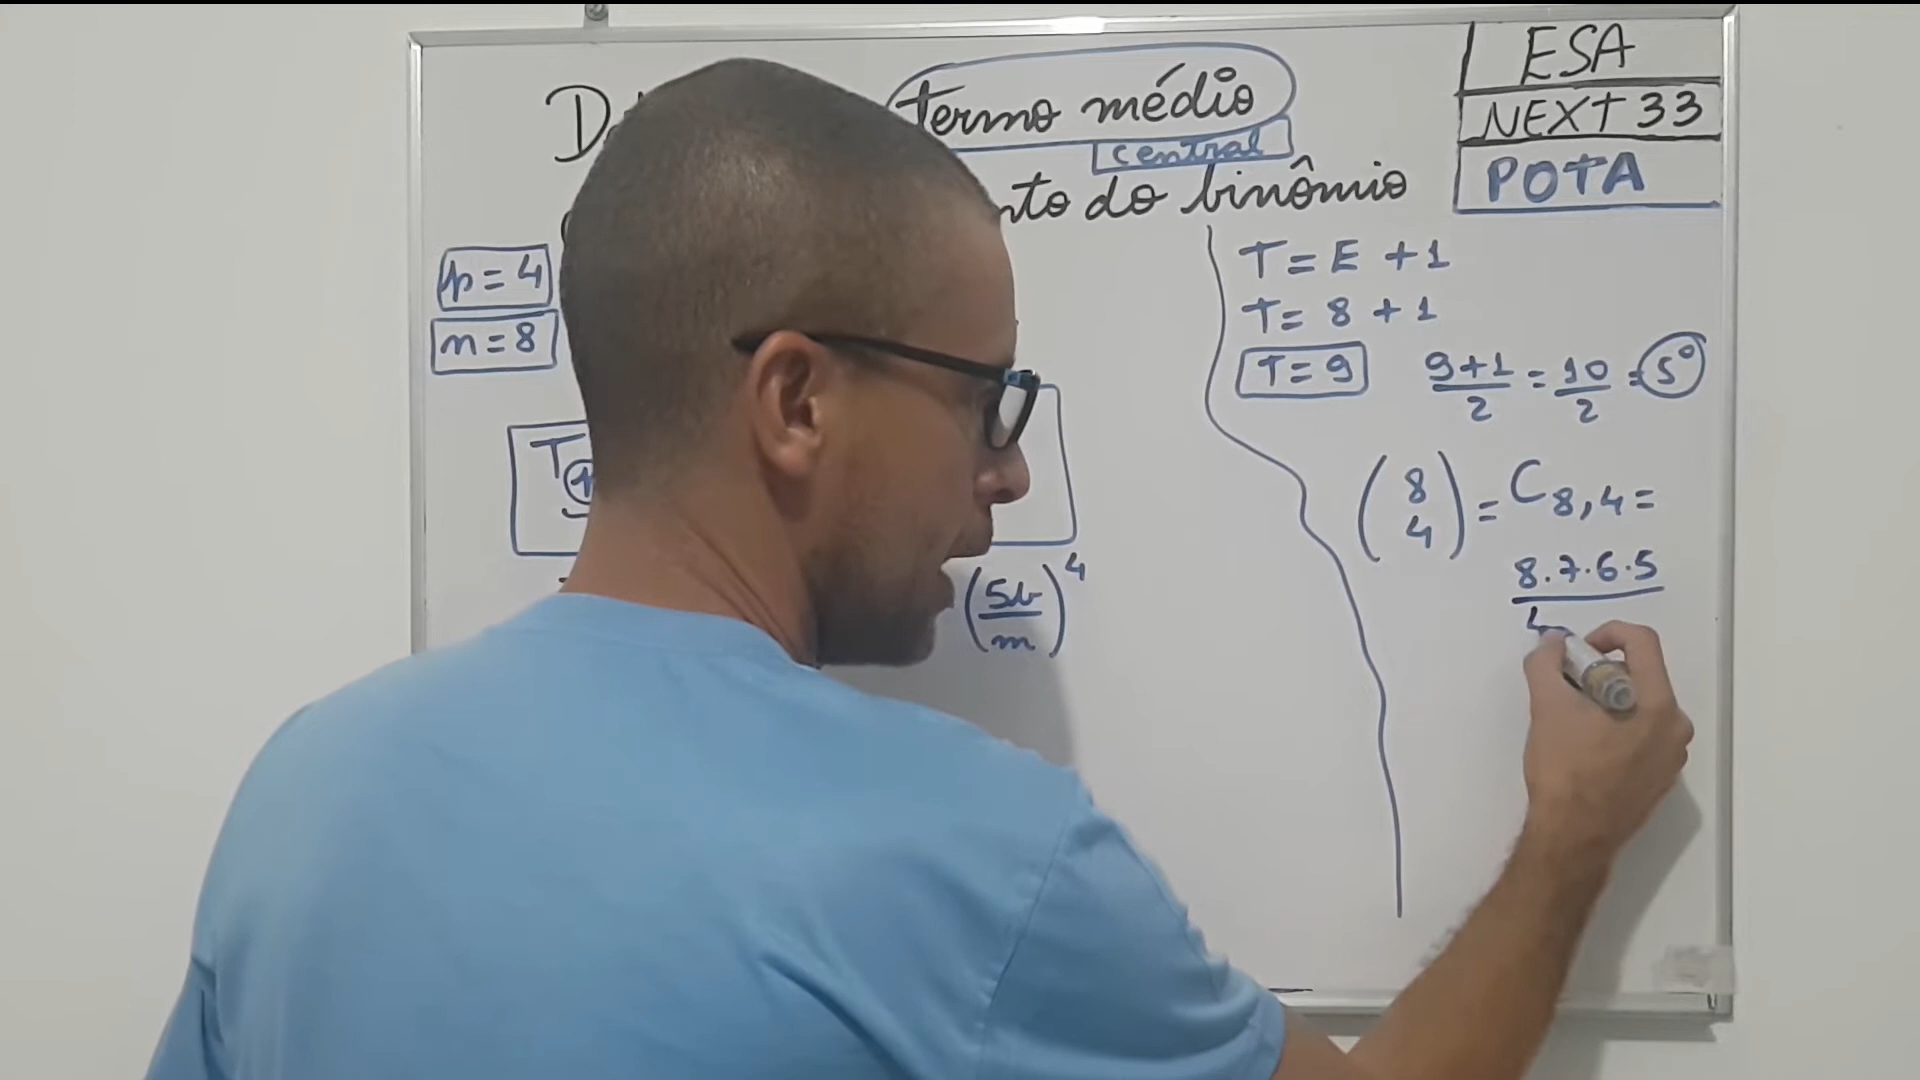 termo médio
central
do binômio
ESA
NEXT 33
POTA
p = 4
n = 8
T
(5b/m)^4
T = E + 1
T = 8 + 1
T = 9
9+1/2 = 10/2 = 5°
(8 4) = C8,4 =
8.7.6.5
4